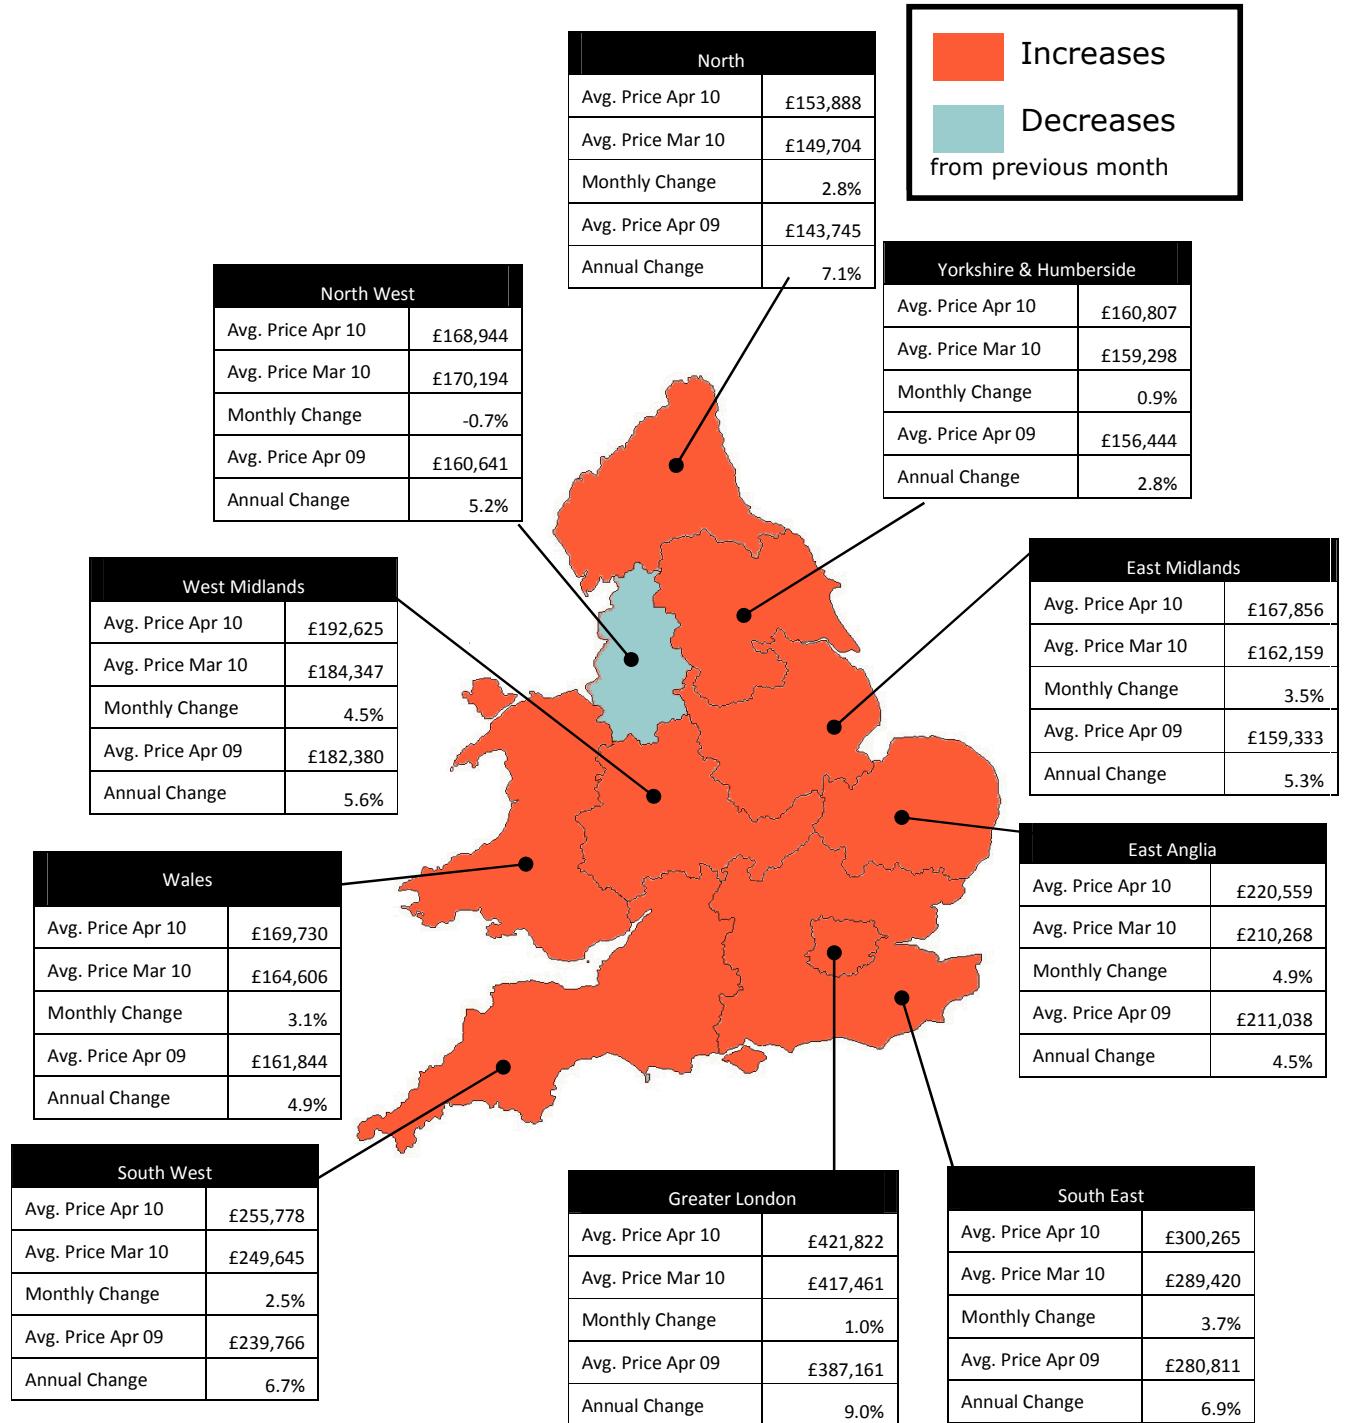 North
Avg. Price Apr 10 £153,888
Avg. Price Mar 10 £149,704
Monthly Change 2.8%
Avg. Price Apr 09 £143,745
Annual Change 7.1%
Increases
Decreases
from previous month
North West
Avg. Price Apr 10 £168,944
Avg. Price Mar 10 £170,194
Monthly Change -0.7%
Avg. Price Apr 09 £160,641
Annual Change 5.2%
Yorkshire & Humberside
Avg. Price Apr 10 £160,807
Avg. Price Mar 10 £159,298
Monthly Change 0.9%
Avg. Price Apr 09 £156,444
Annual Change 2.8%
West Midlands
Avg. Price Apr 10 £192,625
Avg. Price Mar 10 £184,347
Monthly Change 4.5%
Avg. Price Apr 09 £182,380
Annual Change 5.6%
East Midlands
Avg. Price Apr 10 £167,856
Avg. Price Mar 10 £162,159
Monthly Change 3.5%
Avg. Price Apr 09 £159,333
Annual Change 5.3%
Wales
Avg. Price Apr 10 £169,730
Avg. Price Mar 10 £164,606
Monthly Change 3.1%
Avg. Price Apr 09 £161,844
Annual Change 4.9%
East Anglia
Avg. Price Apr 10 £220,559
Avg. Price Mar 10 £210,268
Monthly Change 4.9%
Avg. Price Apr 09 £211,038
Annual Change 4.5%
South West
Avg. Price Apr 10 £255,778
Avg. Price Mar 10 £249,645
Monthly Change 2.5%
Avg. Price Apr 09 £239,766
Annual Change 6.7%
Greater London
Avg. Price Apr 10 £421,822
Avg. Price Mar 10 £417,461
Monthly Change 1.0%
Avg. Price Apr 09 £387,161
Annual Change 9.0%
South East
Avg. Price Apr 10 £300,265
Avg. Price Mar 10 £289,420
Monthly Change 3.7%
Avg. Price Apr 09 £280,811
Annual Change 6.9%